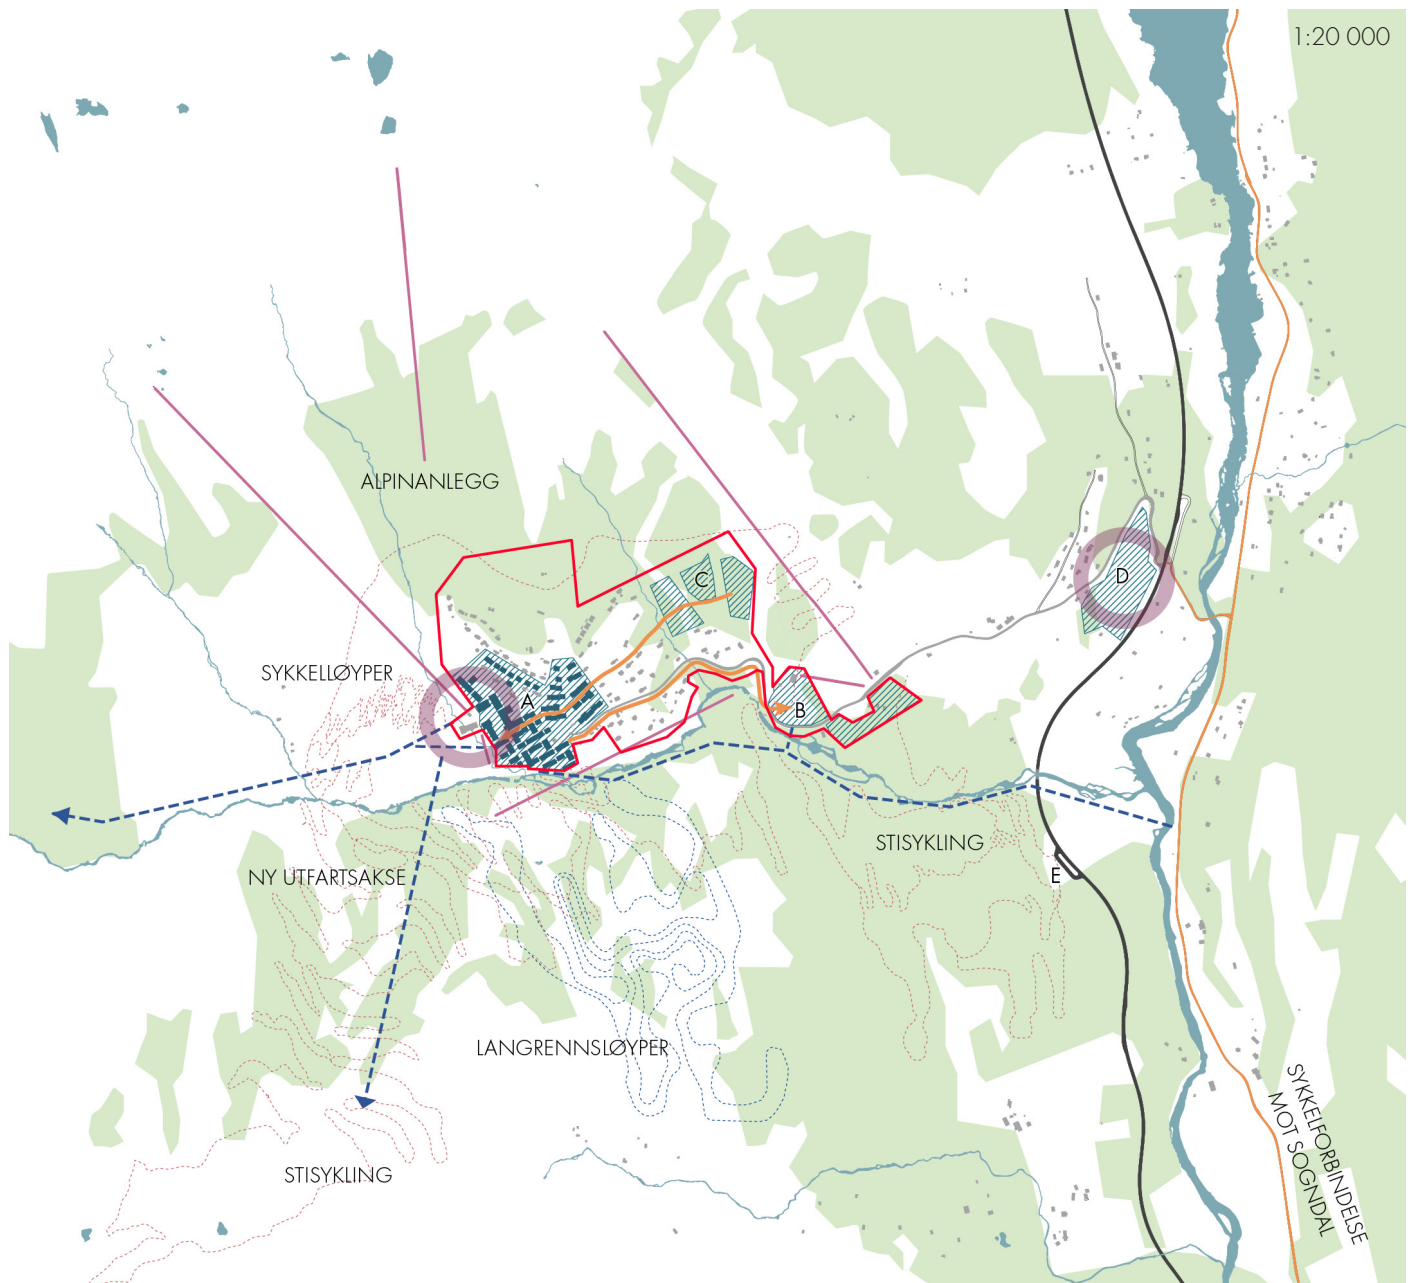 1:20 000
ALPINANLEGG
C
D
SYKKELLØYPER
A
B
STISYKLING
E
NY UTFARTSAKSE
LANGRENNSLØYPER
STISYKLING
SYKKELFORBINDELSE
MOT SOGNDAL